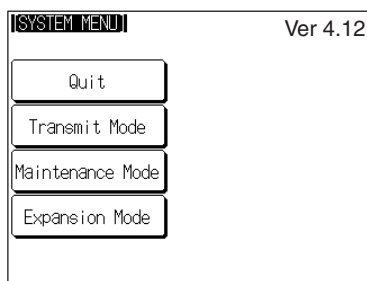 [SYSTEM MENU]
Ver 4.12
Quit
Transmit Mode
Maintenance Mode
Expansion Mode